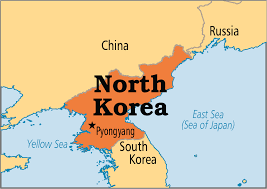 Russia
China
North
Korea
East Sea
(Sea of Japan)
Pyongyang
Yellow Sea
South
Korea